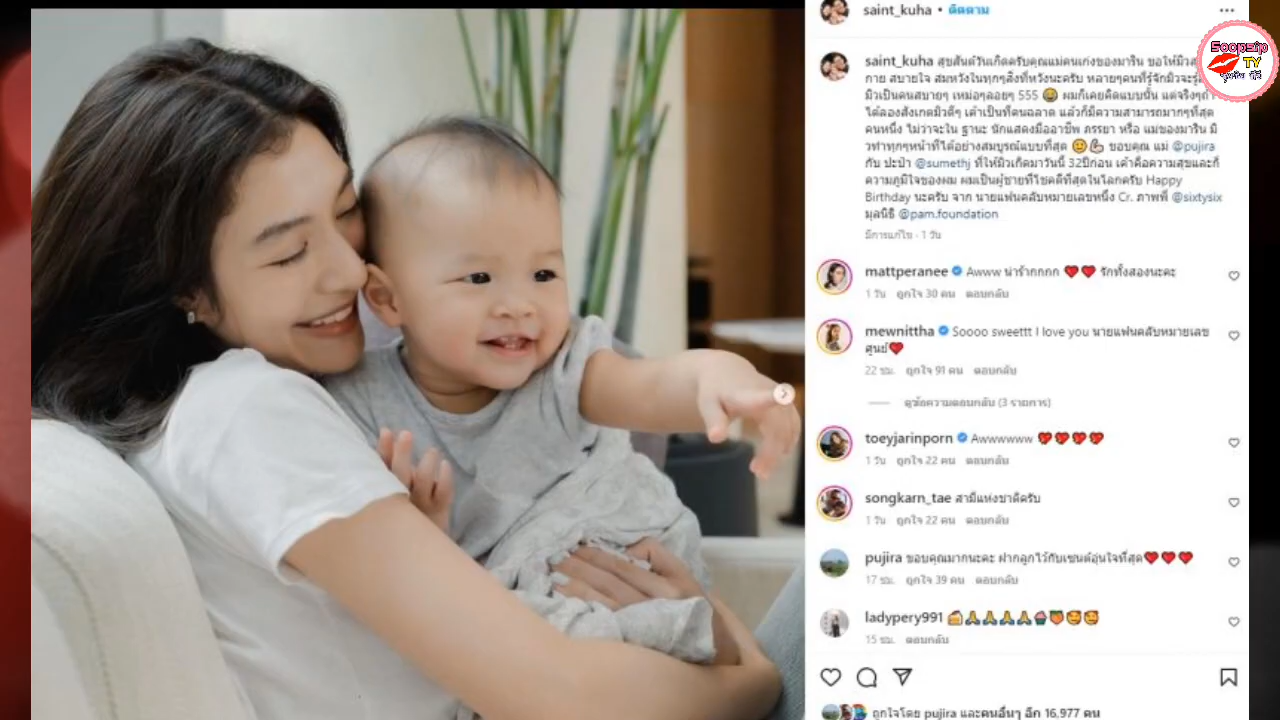 saint_kuha • ติดตาม
Soopsip
TV
ซุบซิบ ทีวี
saint_kuha สุขสันต์วันเกิดครับคุณแม่คนเก่งของมาริน ขอให้มิว
กาย สบายใจ สมหวังในทุกๆสิ่งที่หวังนะครับ หลายๆคนที่รู้จักมิวจะรู้
มิวเป็นคนสบายๆ เหม่อๆลอยๆ 555 😂 ผมก็เคยคิดแบบนั้น แต่จริงๆ
ได้ลองสังเกตมิวดีๆ เค้าเป็นที่คนฉลาด แล้วก็มีความสามารถมากๆที่สุด
คนหนึ่ง ไม่ว่าจะใน ฐานะ นักแสดงมืออาชีพ ภรรยา หรือ แม่ของมาริน มิ
วทำทุกๆหน้าที่ได้อย่างสมบูรณ์แบบที่สุด 🙂💪🏻 ขอบคุณ แม่ @pujira
กับ ปะป๋า @sumethj ที่ให้มิวเกิดมาวันนี้ 32ปีก่อน เค้าคือความสุขและก็
ความภูมิใจของผม ผมเป็นผู้ชายที่โชคดีที่สุดในโลกครับ Happy
Birthday นะครับ จาก นายแฟนคลับหมายเลขหนึ่ง Cr. ภาพพี่ @sixtysix
มูลนิธิ @pam.foundation
มีการแก้ไข · 1 วัน
mattperanee Awww น่าร้ากกกก ❤️❤️ รักทั้งสองนะคะ
1 วัน ถูกใจ 30 คน ตอบกลับ
mewnittha Soooo sweettt I love you นายแฟนคลับหมายเลข
ศูนย์❤️
22 ชม. ถูกใจ 91 คน ตอบกลับ
ดูข้อความตอบกลับ (3 รายการ)
toeyjarinporn Awwwwww ❤️❤️❤️❤️
1 วัน ถูกใจ 22 คน ตอบกลับ
songkarn_tae สามีแห่งชาติครับ
1 วัน ถูกใจ 22 คน ตอบกลับ
pujira ขอบคุณมากนะคะ ฝากลูกไว้กับเซนต์อุ่นใจที่สุด❤️❤️❤️
17 ชม. ถูกใจ 39 คน ตอบกลับ
ladypery991 🍰🙏🙏🙏🙏🧁🍑🥰🥰
15 ชม. ตอบกลับ
ถูกใจโดย pujira และคนอื่นๆ อีก 16,977 คน